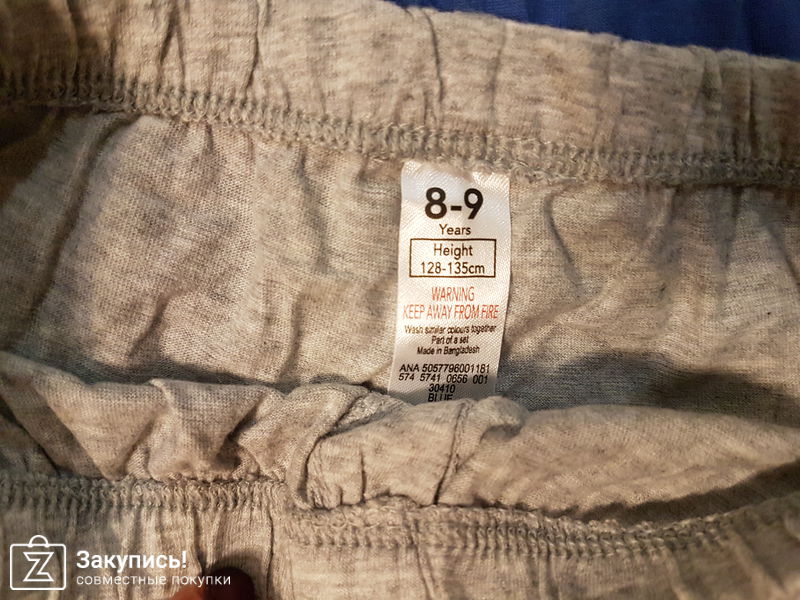 8-9
Years
Height
128-135cm
WARNING
KEEP AWAY FROM FIRE
Wash similar colours together
Part of a set
Made in Bangladesh
ANA 5057796001181
574 5741 0656 001
30410
BLUE
Закупись!
совместные покупки